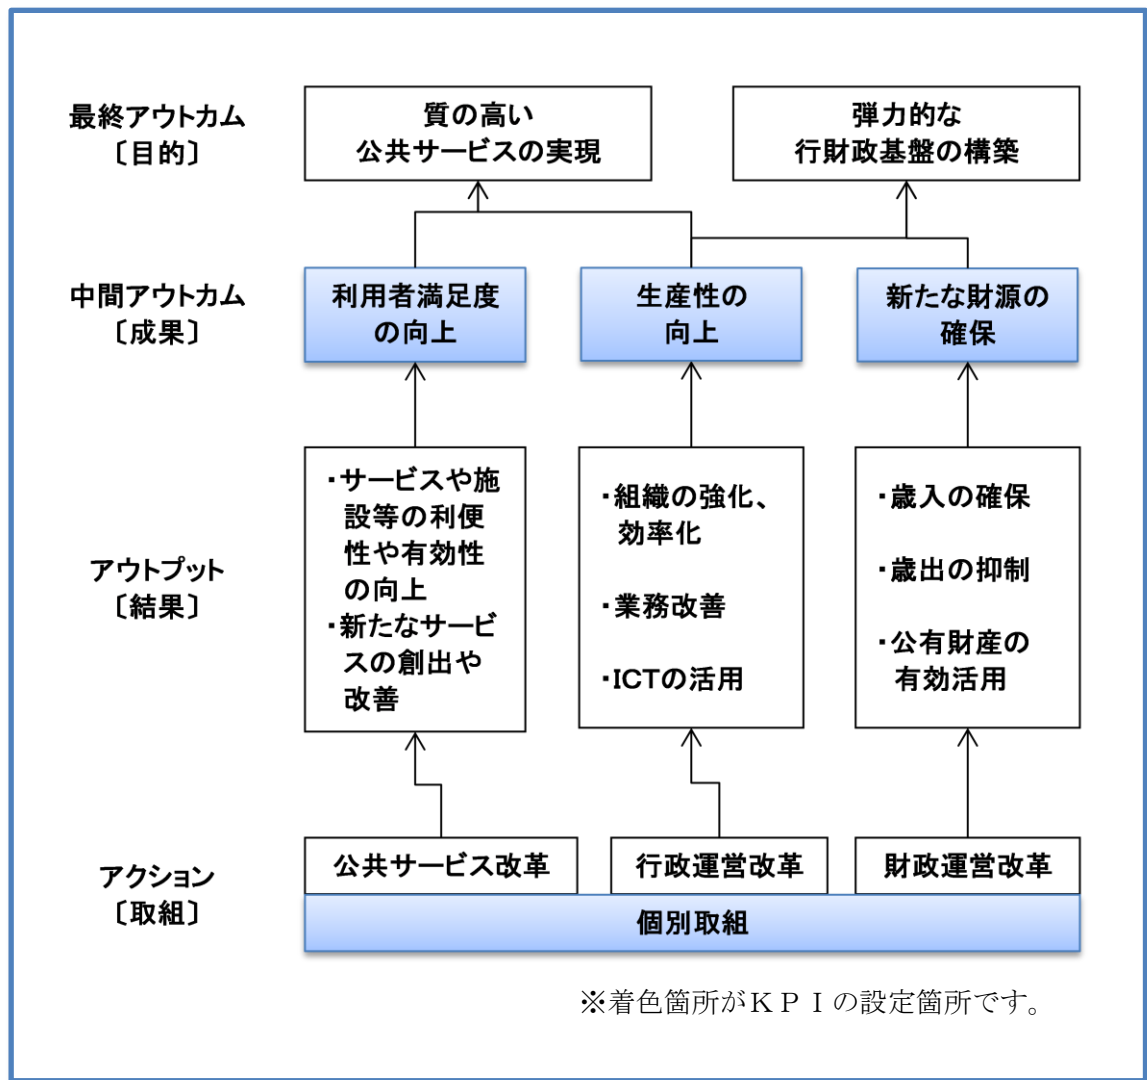 最終アウトカム
〔目的〕
質の高い
公共サービスの実現
弾力的な
行財政基盤の構築
中間アウトカム
〔成果〕
利用者満足度
の向上
生産性の
向上
新たな財源の
確保
アウトプット
〔結果〕
・サービスや施
設等の利便
性や有効性
の向上
・新たなサービ
スの創出や
改善
・組織の強化、
効率化
・業務改善
・ICTの活用
・歳入の確保
・歳出の抑制
・公有財産の
有効活用
アクション
〔取組〕
公共サービス改革
行政運営改革
財政運営改革
個別取組
※着色箇所がＫＰＩの設定箇所です。